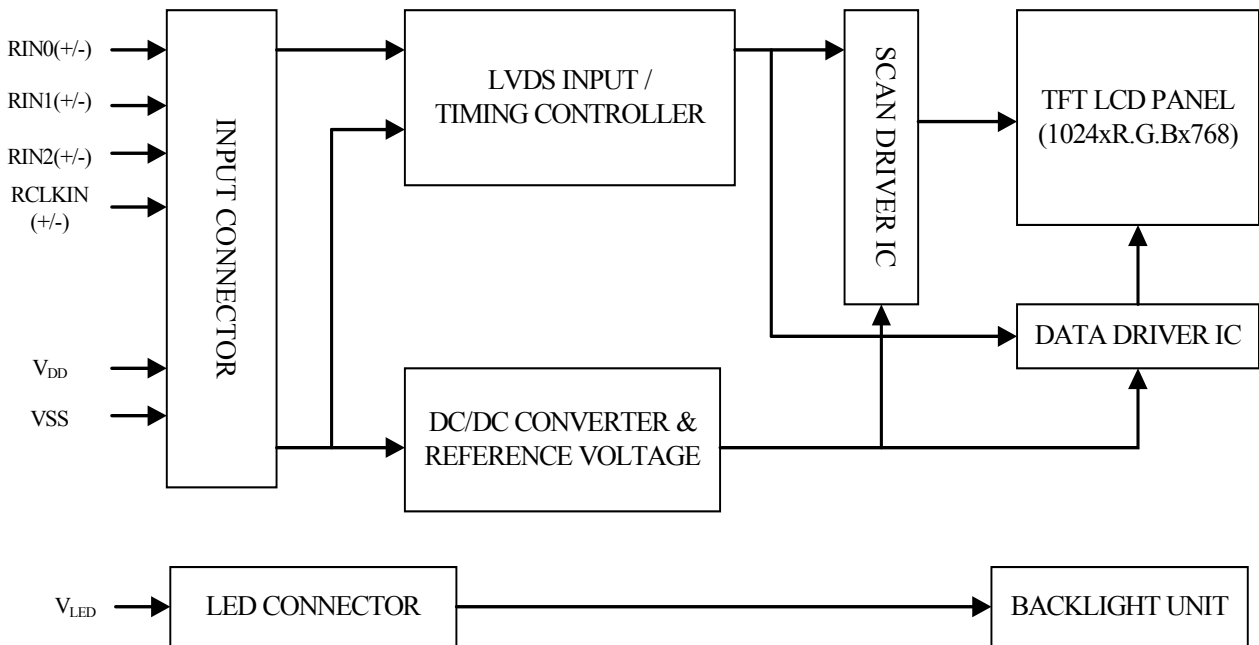 RIN0(+/-)
RIN1(+/-)
RIN2(+/-)
RCLKIN
(+/-)
VDD
VSS
INPUT CONNECTOR
LVDS INPUT /
TIMING CONTROLLER
DC/DC CONVERTER &
REFERENCE VOLTAGE
SCAN DRIVER IC
TFT LCD PANEL
(1024xR.G.Bx768)
DATA DRIVER IC
VLED
LED CONNECTOR
BACKLIGHT UNIT